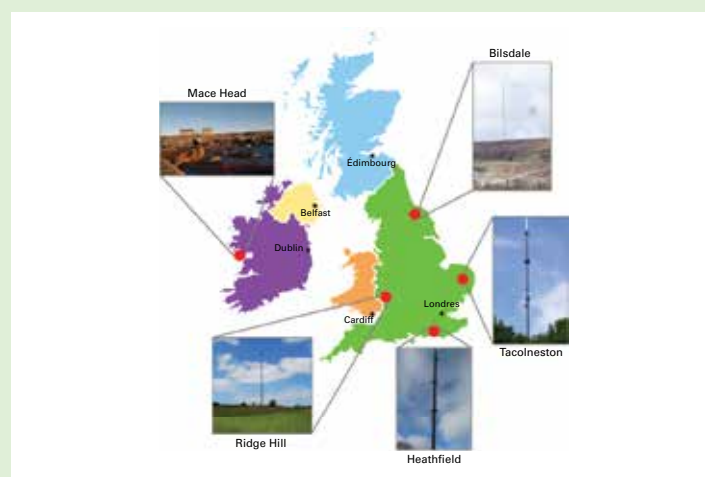 Bilsdale
Mace Head
Édimbourg
Belfast
Dublin
Londres
Cardiff
Tacolneston
Ridge Hill
Heathfield